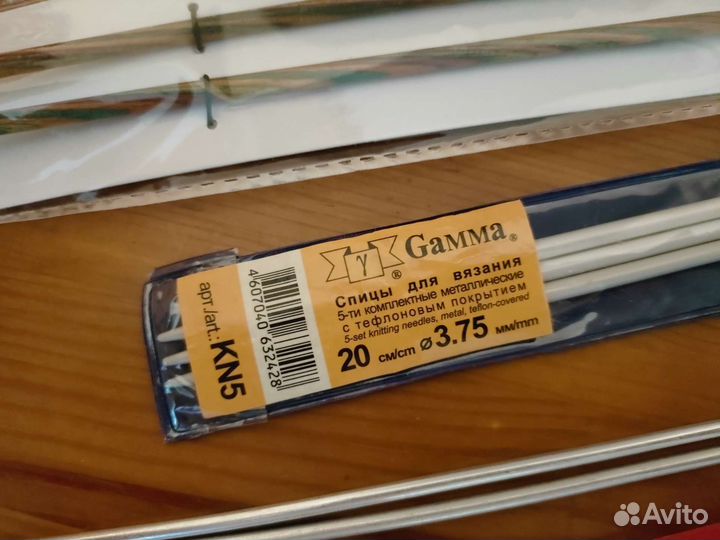 γ
®
Gamma®
Спицы для вязания
5-ти комплектные металлические
с тефлоновым покрытием
5-set knitting needles, metal, teflon-covered
20 см/cm ø 3.75 мм/mm
4607040 632428
арт./art.: KN5
Avito